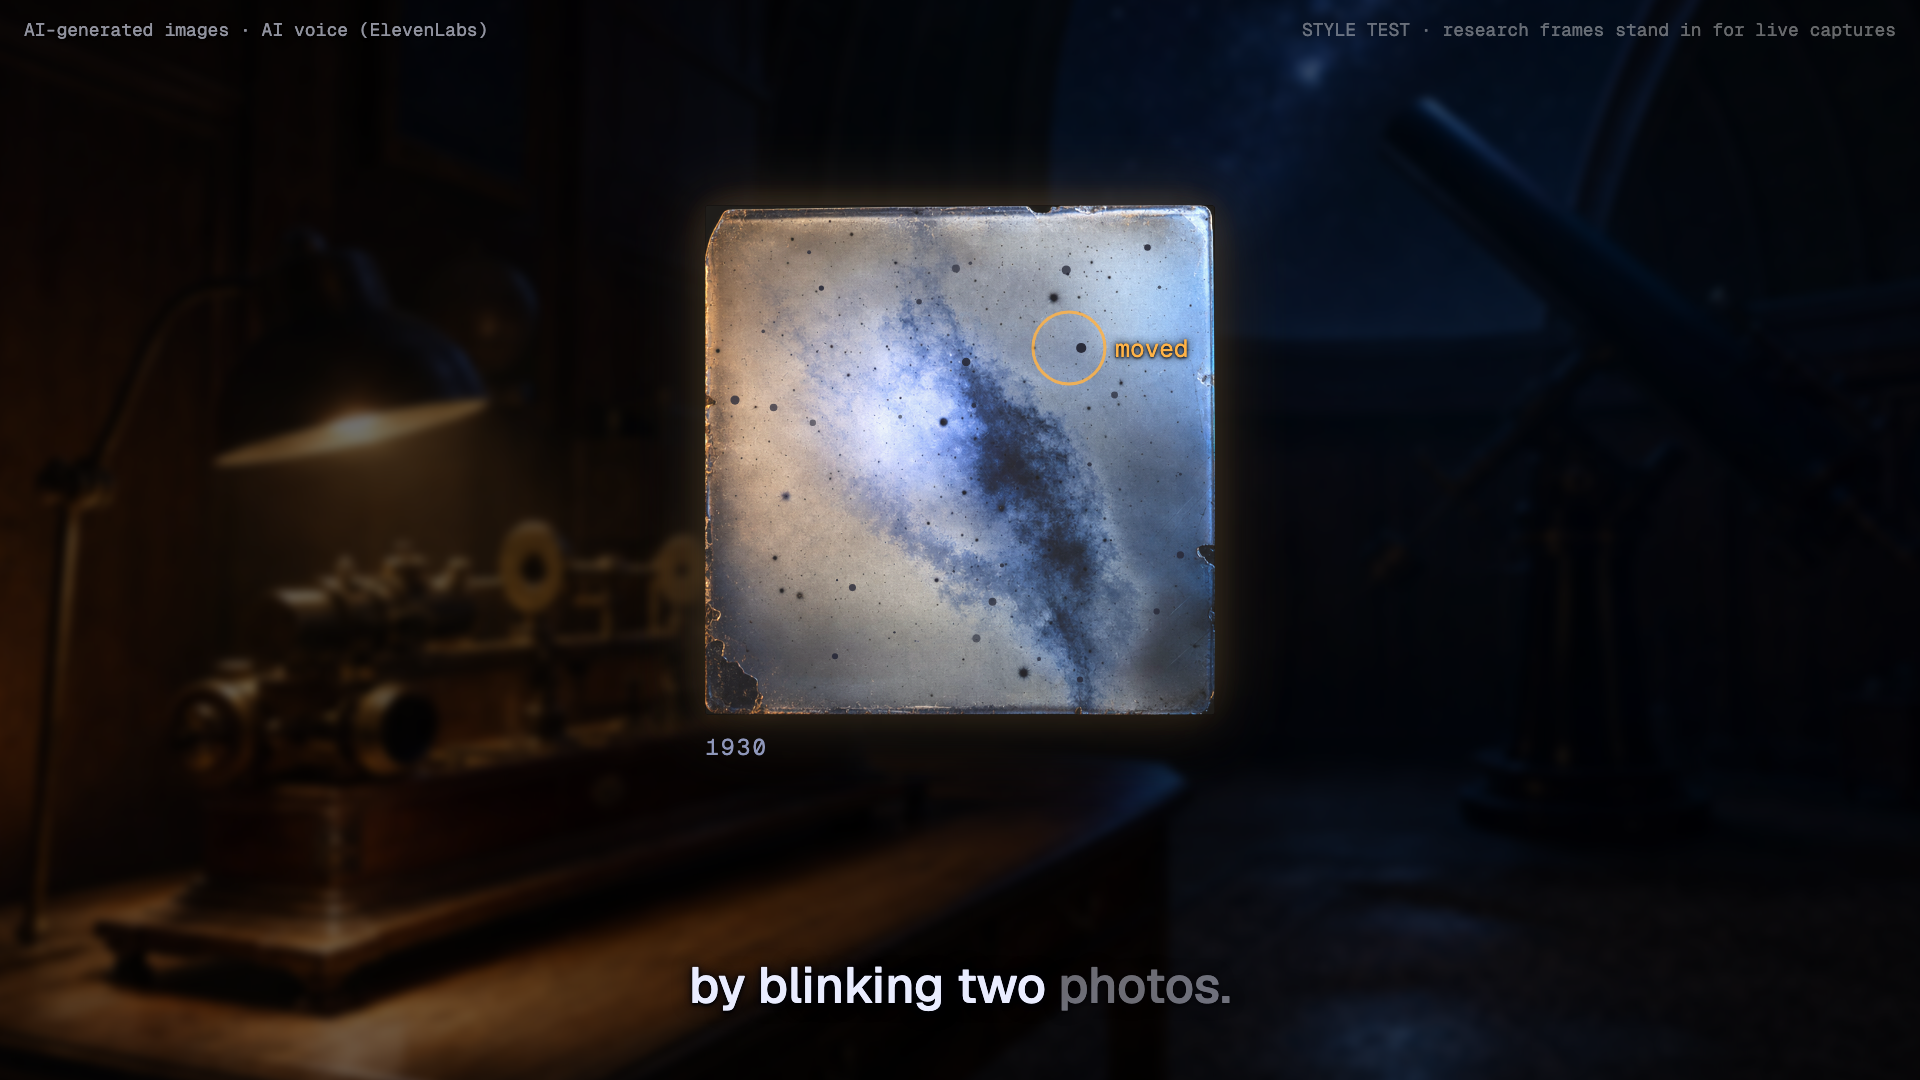 AI-generated images · AI voice (ElevenLabs)
STYLE TEST · research frames stand in for live captures
moved
1930
by blinking two photos.